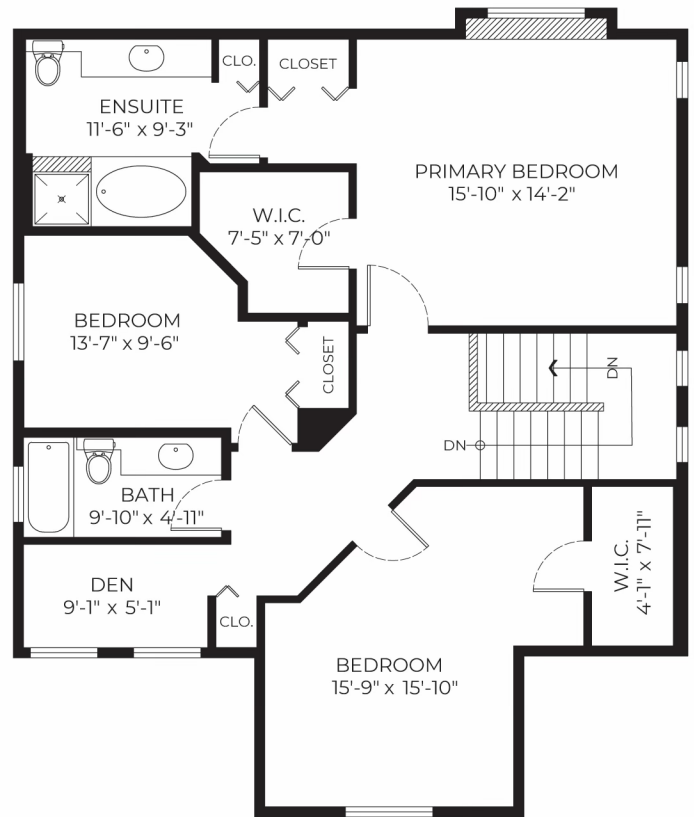 CLO.
CLOSET
ENSUITE
11'-6" x 9'-3"
PRIMARY BEDROOM
15'-10" x 14'-2"
W.I.C.
7'-5" x 7'-0"
BEDROOM
13'-7" x 9'-6"
CLOSET
DN
DN
BATH
9'-10" x 4'-11"
W.I.C.
4'-1" x 7'-11"
DEN
9'-1" x 5'-1"
CLO.
BEDROOM
15'-9" x 15'-10"